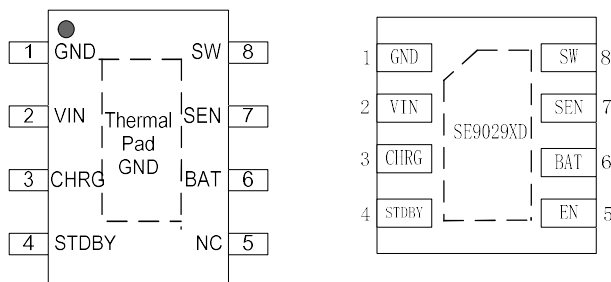 1 GND SW 8
2 VIN SEN 7
Thermal
Pad
GND
3 CHRG BAT 6
4 STDBY NC 5
1 GND SW 8
2 VIN SEN 7
SE9029XD
3 CHRG BAT 6
4 STDBY EN 5